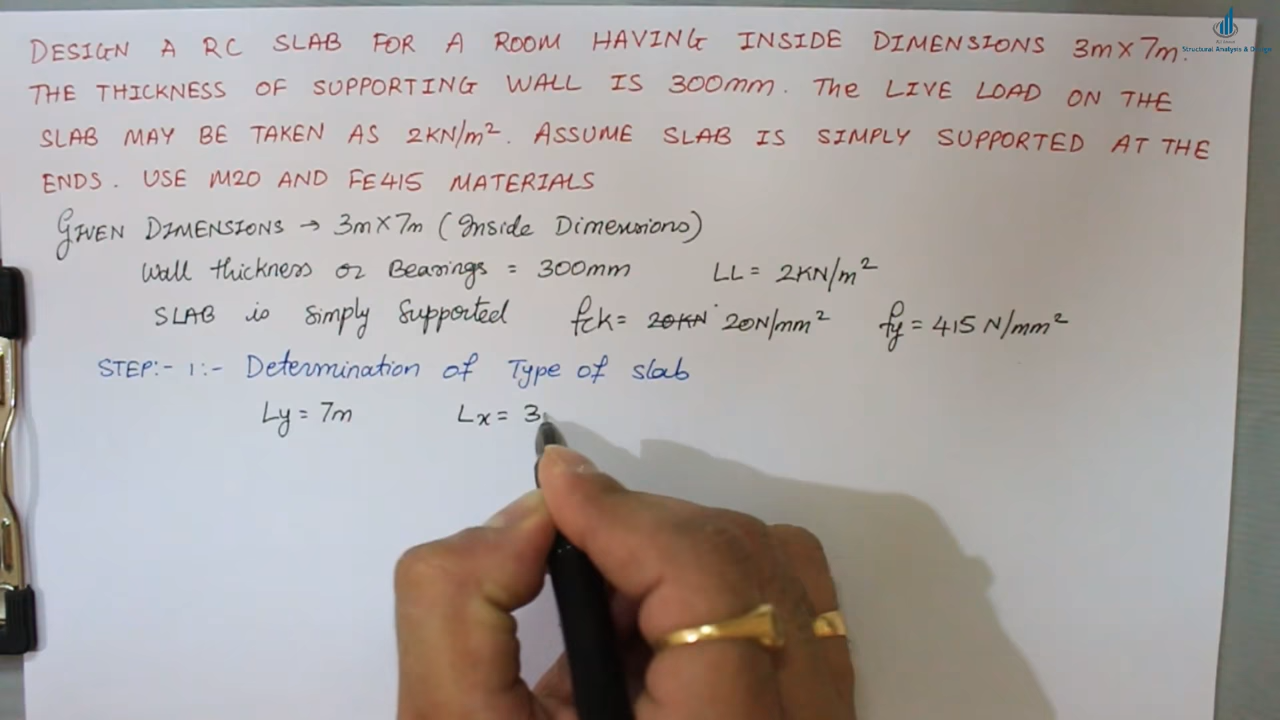 DESIGN A RC SLAB FOR A ROOM HAVING INSIDE DIMENSIONS 3m X 7m.
THE THICKNESS OF SUPPORTING WALL IS 300mm. The LIVE LOAD ON THE
SLAB MAY BE TAKEN AS 2KN/m². ASSUME SLAB IS SIMPLY SUPPORTED AT THE
ENDS. USE M20 AND FE415 MATERIALS
GIVEN DIMENSIONS → 3m X 7m (Inside Dimensions)
Wall thickness or Bearings = 300mm LL = 2KN/m²
SLAB is Simply Supported fck = 20KN 20N/mm² fy = 415 N/mm²
STEP:- 1:- Determination of Type of slab
Ly = 7m Lx = 3
Structural Analysis & Design